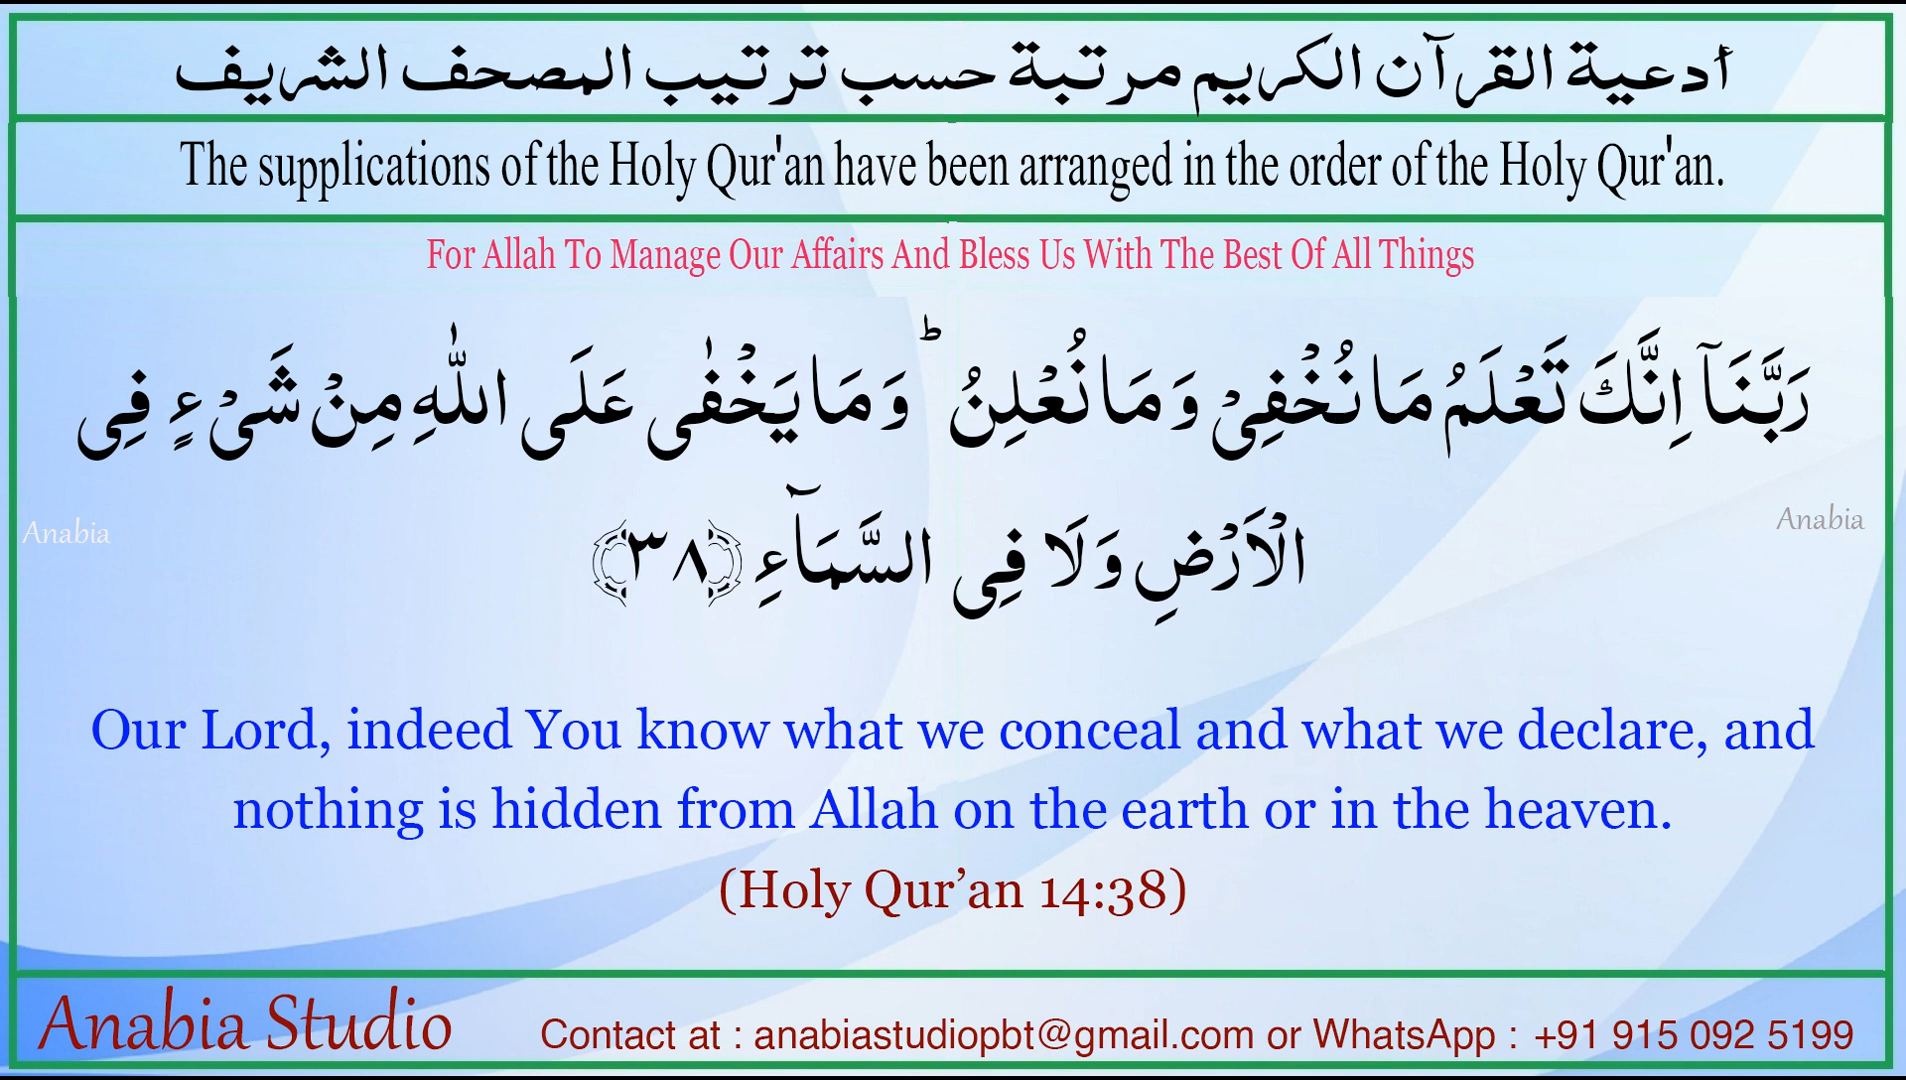 أدعية القرآن الكريم مرتبة حسب ترتيب المصحف الشريف
The supplications of the Holy Qur'an have been arranged in the order of the Holy Qur'an.
For Allah To Manage Our Affairs And Bless Us With The Best Of All Things
رَبَّنَآ اِنَّكَ تَعْلَمُ مَا نُخْفِىْ وَمَا نُعْلِنُ ؕ وَمَا يَخْفٰى عَلَى اللّٰهِ مِنْ شَىْءٍ فِى
الْاَرْضِ وَلَا فِى السَّمَآءِ ﴿۳۸﴾
Anabia
Anabia
Our Lord, indeed You know what we conceal and what we declare, and
nothing is hidden from Allah on the earth or in the heaven.
(Holy Qur’an 14:38)
Anabia Studio
Contact at : anabiastudiopbt@gmail.com or WhatsApp : +91 915 092 5199